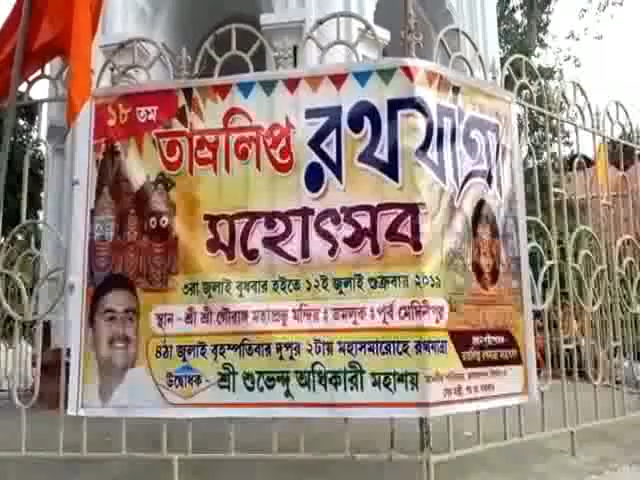 ১৮ তম
তাম্রলিপ্ত রথযাত্রা
মহোৎসব
৩রা জুলাই বুধবার হইতে ১২ই জুলাই শুক্রবার ২০১৯
স্থান - শ্রী শ্রী গৌরাঙ্গ মহাপ্রভু মন্দির ঃ তমলুক ঃ পূর্ব মেদিনীপুর
৪ঠা জুলাই বৃহস্পতিবার দুপুর ২টায় মহাসমারোহে রথযাত্রা
উদ্বোধক - শ্রী শুভেন্দু অধিকারী মহাশয়